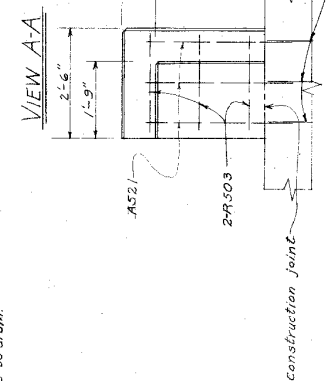 VIEW A-A
2'-6"
1'-9"
A521
2-R503
Construction joint